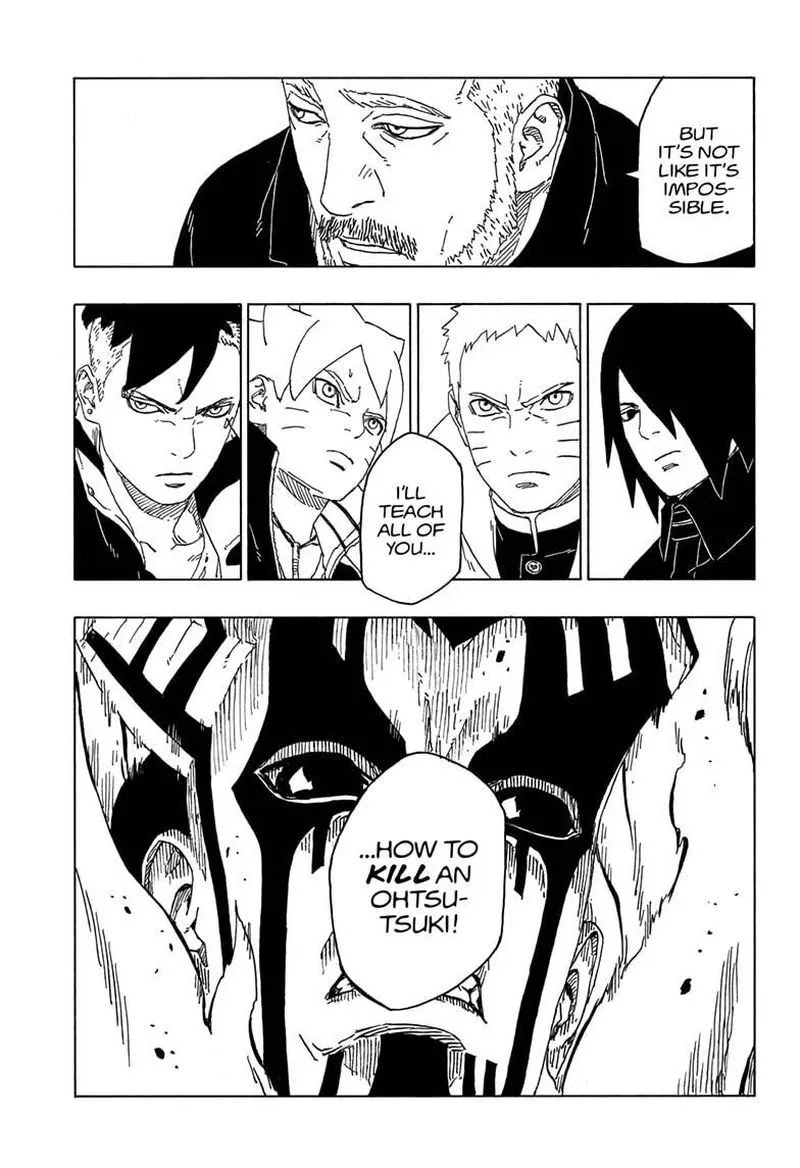 BUT
IT'S NOT
LIKE IT'S
IMPOS-
SIBLE.
I'LL
TEACH
ALL OF
YOU...
...HOW TO
KILL AN
OHTSU-
TSUKI!